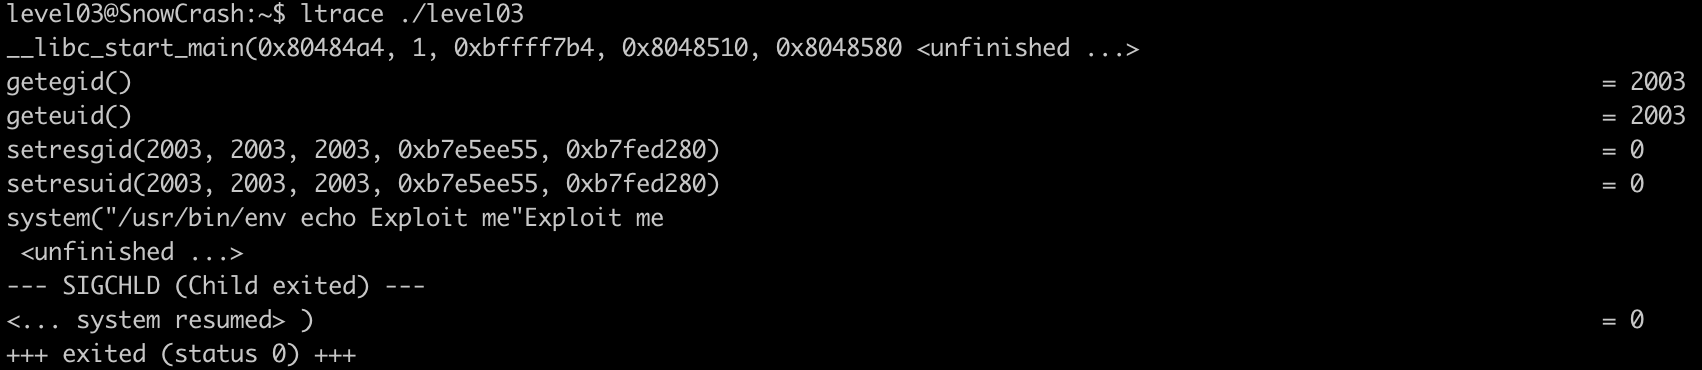 level03@SnowCrash:~$ ltrace ./level03
__libc_start_main(0x80484a4, 1, 0xbffff7b4, 0x8048510, 0x8048580 <unfinished ...>
getegid() = 2003
geteuid() = 2003
setresgid(2003, 2003, 2003, 0xb7e5ee55, 0xb7fed280) = 0
setresuid(2003, 2003, 2003, 0xb7e5ee55, 0xb7fed280) = 0
system("/usr/bin/env echo Exploit me"Exploit me
 <unfinished ...>
--- SIGCHLD (Child exited) ---
<... system resumed> ) = 0
+++ exited (status 0) +++